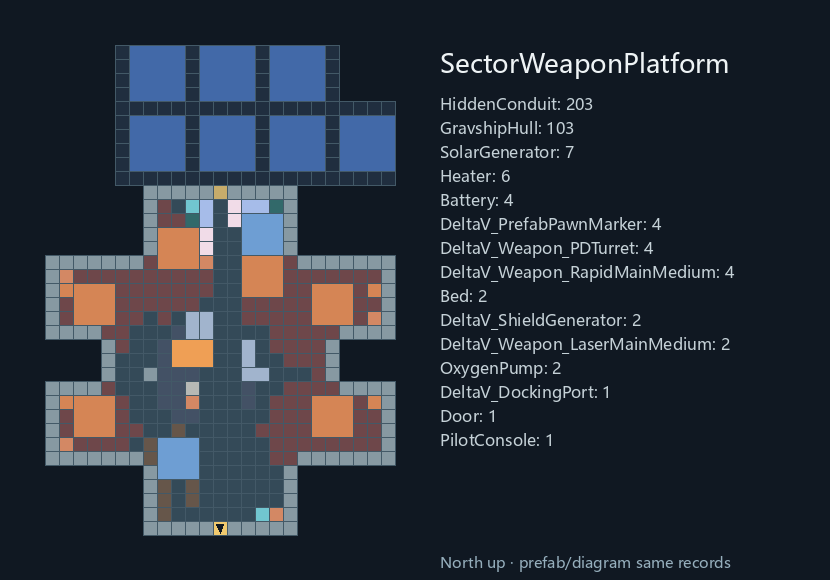 SectorWeaponPlatform
HiddenConduit: 203
GravshipHull: 103
SolarGenerator: 7
Heater: 6
Battery: 4
DeltaV_PrefabPawnMarker: 4
DeltaV_Weapon_PDTurret: 4
DeltaV_Weapon_RapidMainMedium: 4
Bed: 2
DeltaV_ShieldGenerator: 2
DeltaV_Weapon_LaserMainMedium: 2
OxygenPump: 2
DeltaV_DockingPort: 1
Door: 1
PilotConsole: 1
North up · prefab/diagram same records